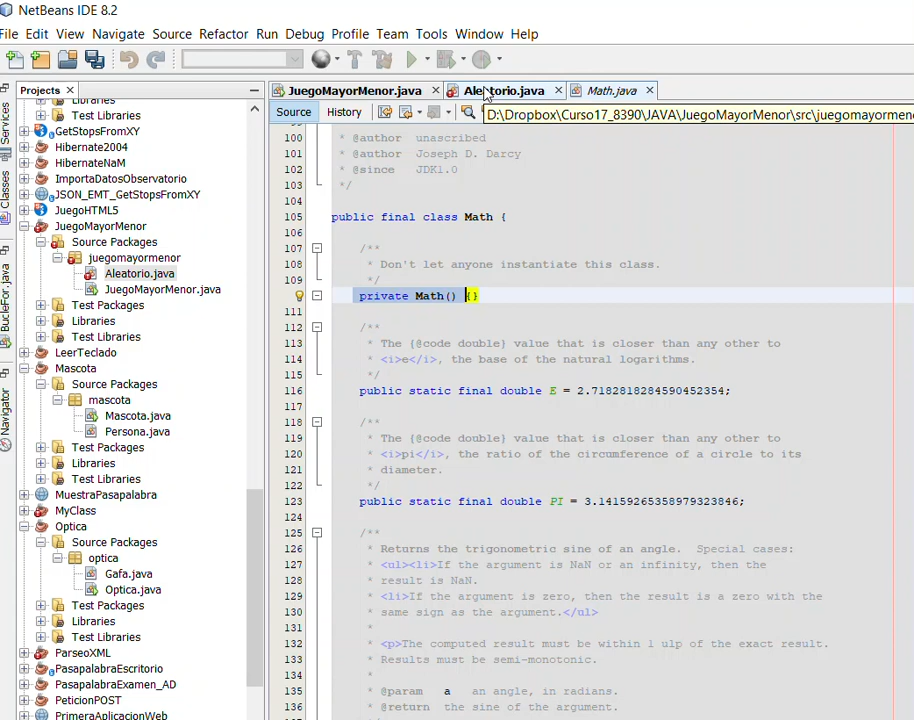 NetBeans IDE 8.2
File Edit View Navigate Source Refactor Run Debug Profile Team Tools Window Help
Projects
Services
Classes
BucleFor.java
Navigator
Libraries
Test Libraries
GetStopsFromXY
Hibernate2004
HibernateNaM
ImportaDatosObservatorio
JSON_EMT_GetStopsFromXY
JuegoHTML5
JuegoMayorMenor
Source Packages
juegomayormenor
Aleatorio.java
JuegoMayorMenor.java
Test Packages
Libraries
Test Libraries
LeerTeclado
Mascota
Source Packages
mascota
Mascota.java
Persona.java
Test Packages
Libraries
Test Libraries
MuestraPasapalabra
MyClass
Optica
Source Packages
optica
Gafa.java
Optica.java
Test Packages
Libraries
Test Libraries
ParseoXML
PasapalabraEscritorio
PasapalabraExamen_AD
PeticionPOST
PrimeraAplicacionWeb
JuegoMayorMenor.java Aleatorio.java Math.java
Source History
D:\Dropbox\Curso17_8390\JAVA\JuegoMayorMenor\src\juegomayormeno
100 * @author unascribed
101 * @author Joseph D. Darcy
102 * @since JDK1.0
103 */
104
105 public final class Math {
106
107 /**
108 * Don't let anyone instantiate this class.
109 */
private Math() {}
111
112 /**
113 * The {@code double} value that is closer than any other to
114 * <i>e</i>, the base of the natural logarithms.
115 */
116 public static final double E = 2.7182818284590452354;
117
118 /**
119 * The {@code double} value that is closer than any other to
120 * <i>pi</i>, the ratio of the circumference of a circle to its
121 * diameter.
122 */
123 public static final double PI = 3.14159265358979323846;
124
125 /**
126 * Returns the trigonometric sine of an angle. Special cases:
127 * <ul><li>If the argument is NaN or an infinity, then the
128 * result is NaN.
129 * <li>If the argument is zero, then the result is a zero with the
130 * same sign as the argument.</ul>
131 *
132 * <p>The computed result must be within 1 ulp of the exact result.
133 * Results must be semi-monotonic.
134 *
135 * @param a an angle, in radians.
136 * @return the sine of the argument.